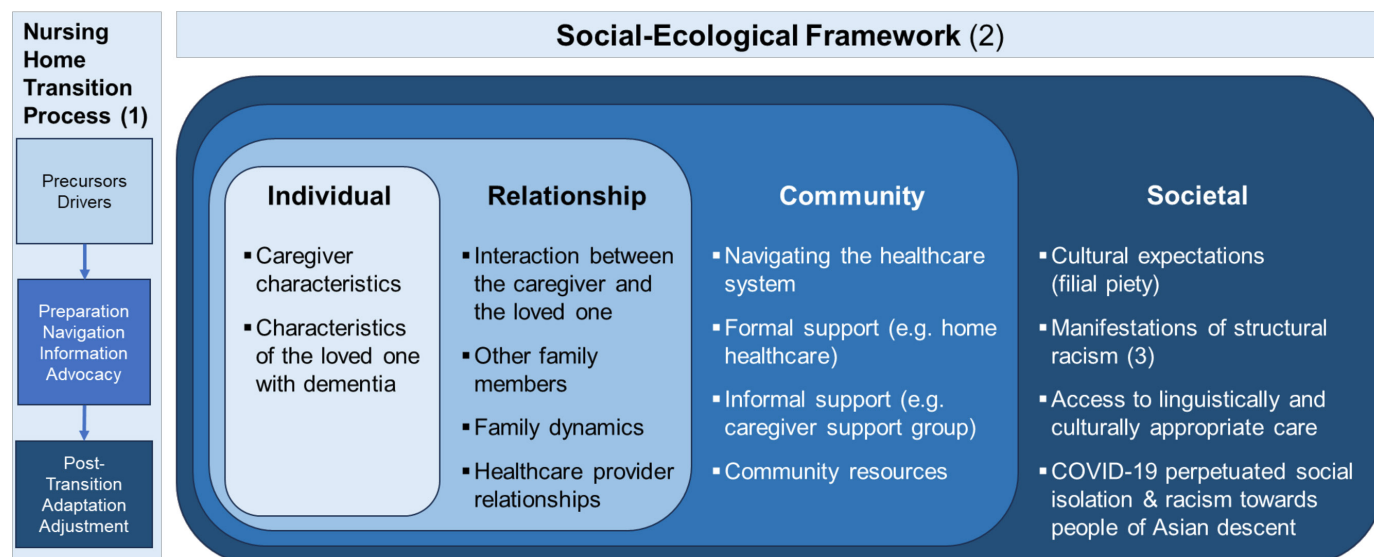 Nursing
Home
Transition
Process (1)
Precursors
Drivers
Preparation
Navigation
Information
Advocacy
Post-
Transition
Adaptation
Adjustment
Social-Ecological Framework (2)
Individual
▪ Caregiver
characteristics
▪ Characteristics
of the loved one
with dementia
Relationship
▪ Interaction between
the caregiver and
the loved one
▪ Other family
members
▪ Family dynamics
▪ Healthcare provider
relationships
Community
▪ Navigating the healthcare
system
▪ Formal support (e.g. home
healthcare)
▪ Informal support (e.g.
caregiver support group)
▪ Community resources
Societal
▪ Cultural expectations
(filial piety)
▪ Manifestations of structural
racism (3)
▪ Access to linguistically and
culturally appropriate care
▪ COVID-19 perpetuated social
isolation & racism towards
people of Asian descent